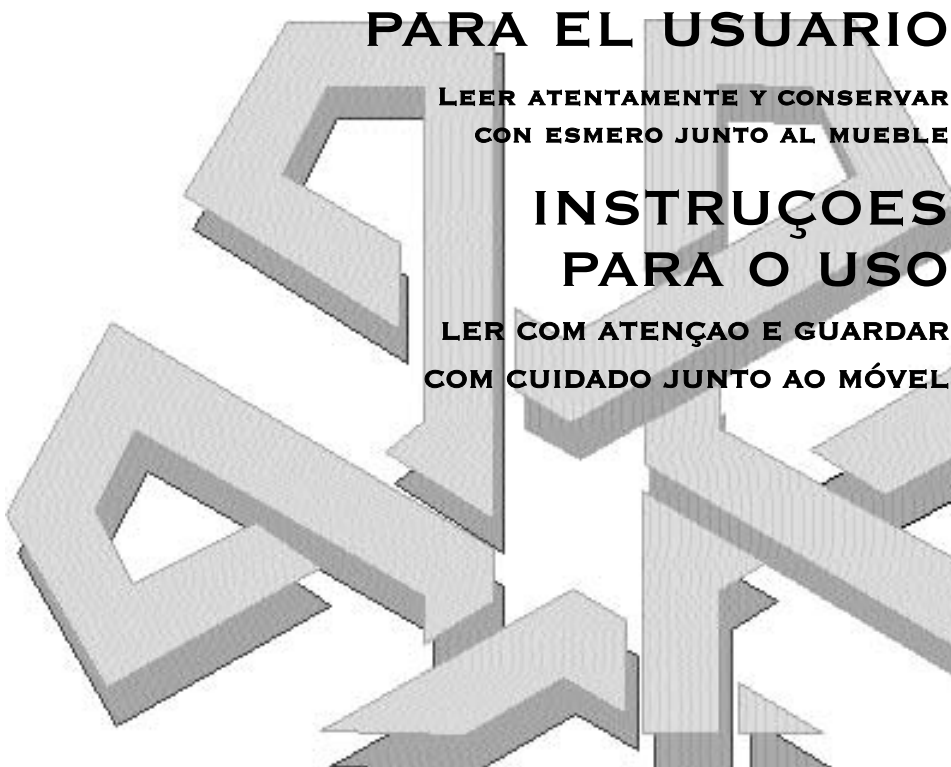 PARA EL USUARIO
LEER ATENTAMENTE Y CONSERVAR
CON ESMERO JUNTO AL MUEBLE
INSTRUÇOES
PARA O USO
LER COM ATENÇAO E GUARDAR
COM CUIDADO JUNTO AO MÓVEL